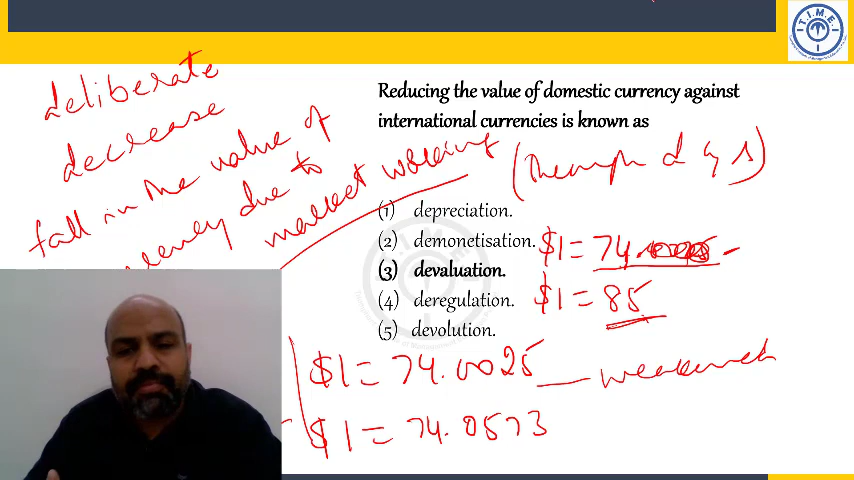 T.I.M.E.
Reducing the value of domestic currency against
international currencies is known as
(1) depreciation.
(2) demonetisation.
(3) devaluation.
(4) deregulation.
(5) devolution.
deliberate
decrease
fall in the value of
due to
market working
$1 = 74.
$1 = 85
$1 = 74.0025
$1 = 74.0573